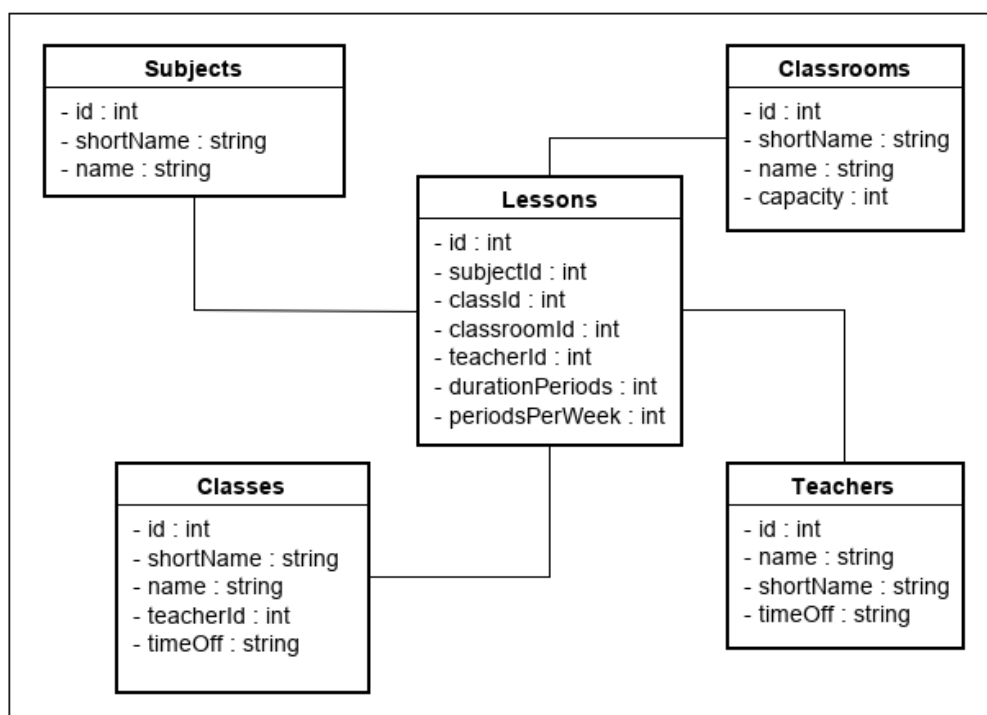 Subjects
- id : int
- shortName : string
- name : string
Classrooms
- id : int
- shortName : string
- name : string
- capacity : int
Lessons
- id : int
- subjectId : int
- classId : int
- classroomId : int
- teacherId : int
- durationPeriods : int
- periodsPerWeek : int
Classes
- id : int
- shortName : string
- name : string
- teacherId : int
- timeOff : string
Teachers
- id : int
- name : string
- shortName : string
- timeOff : string